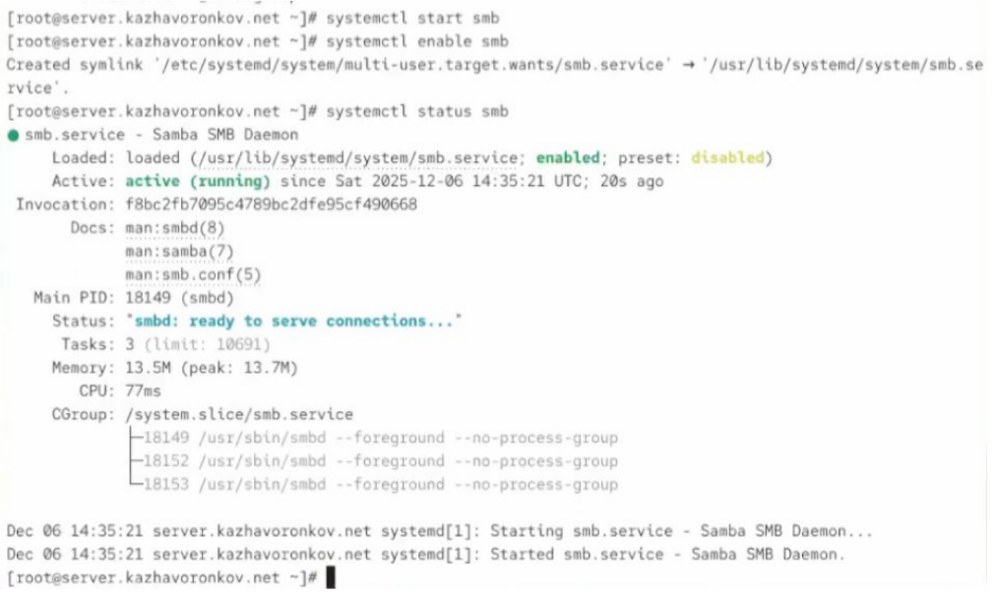 [root@server.kazhavoronkov.net ~]# systemctl start smb
[root@server.kazhavoronkov.net ~]# systemctl enable smb
Created symlink '/etc/systemd/system/multi-user.target.wants/smb.service' → '/usr/lib/systemd/system/smb.se
rvice'.
[root@server.kazhavoronkov.net ~]# systemctl status smb
● smb.service - Samba SMB Daemon
Loaded: loaded (/usr/lib/systemd/system/smb.service; enabled; preset: disabled)
Active: active (running) since Sat 2025-12-06 14:35:21 UTC; 20s ago
Invocation: f8bc2fb7095c4789bc2dfe95cf490668
Docs: man:smbd(8)
man:samba(7)
man:smb.conf(5)
Main PID: 18149 (smbd)
Status: "smbd: ready to serve connections..."
Tasks: 3 (limit: 10691)
Memory: 13.5M (peak: 13.7M)
CPU: 77ms
CGroup: /system.slice/smb.service
├─18149 /usr/sbin/smbd --foreground --no-process-group
├─18152 /usr/sbin/smbd --foreground --no-process-group
└─18153 /usr/sbin/smbd --foreground --no-process-group
Dec 06 14:35:21 server.kazhavoronkov.net systemd[1]: Starting smb.service - Samba SMB Daemon...
Dec 06 14:35:21 server.kazhavoronkov.net systemd[1]: Started smb.service - Samba SMB Daemon.
[root@server.kazhavoronkov.net ~]#